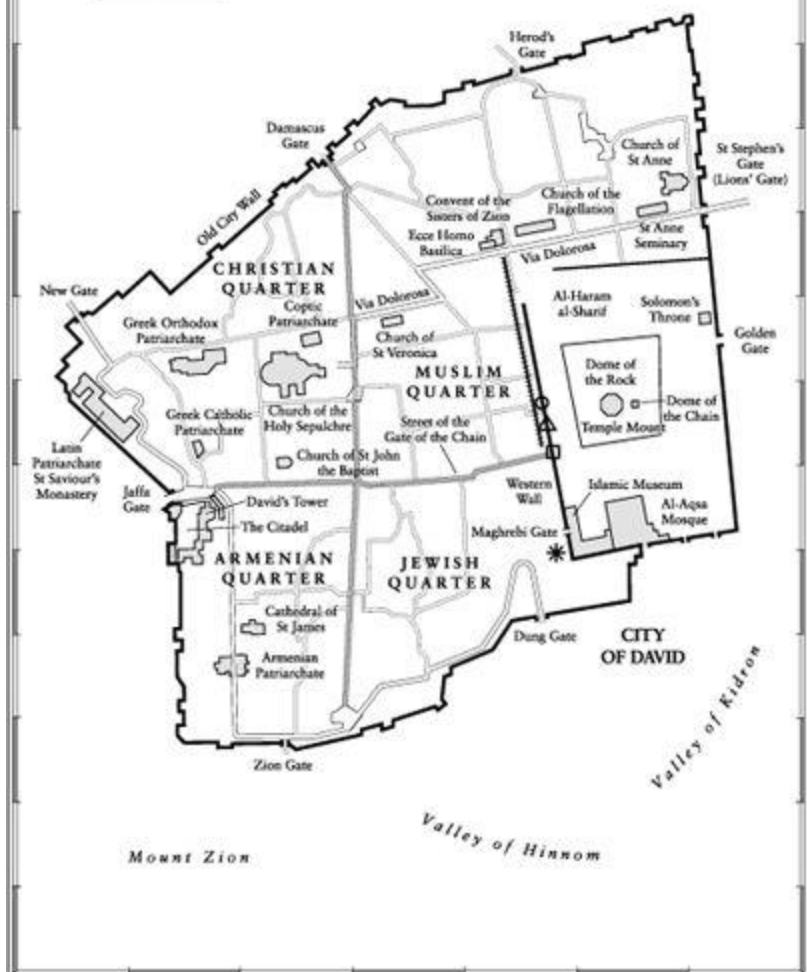 Herod's
Gate
Damascus
Gate
Church of
St Anne
St Stephen's
Gate
(Lions' Gate)
Old City Wall
Convent of the
Sisters of Zion
Church of the
Flagellation
Ecce Homo
Basilica
St Anne
Seminary
Via Dolorosa
CHRISTIAN
QUARTER
New Gate
Coptic
Patriarchate
Via Dolorosa
Al-Haram
al-Sharif
Solomon's
Throne
Greek Orthodox
Patriarchate
Church of
St Veronica
Golden
Gate
MUSLIM
QUARTER
Dome of
the Rock
Dome of
the Chain
Temple Mount
Greek Catholic
Patriarchate
Church of the
Holy Sepulchre
Street of the
Gate of the Chain
Latin
Patriarchate
St Saviour's
Monastery
Church of St John
the Baptist
Jaffa
Gate
David's Tower
The Citadel
Western
Wall
Islamic Museum
Al-Aqsa
Mosque
Maghrebi Gate
ARMENIAN
QUARTER
JEWISH
QUARTER
Cathedral of
St James
Armenian
Patriarchate
Dung Gate
CITY
OF DAVID
Zion Gate
Valley of Kidron
Valley of Hinnom
Mount Zion